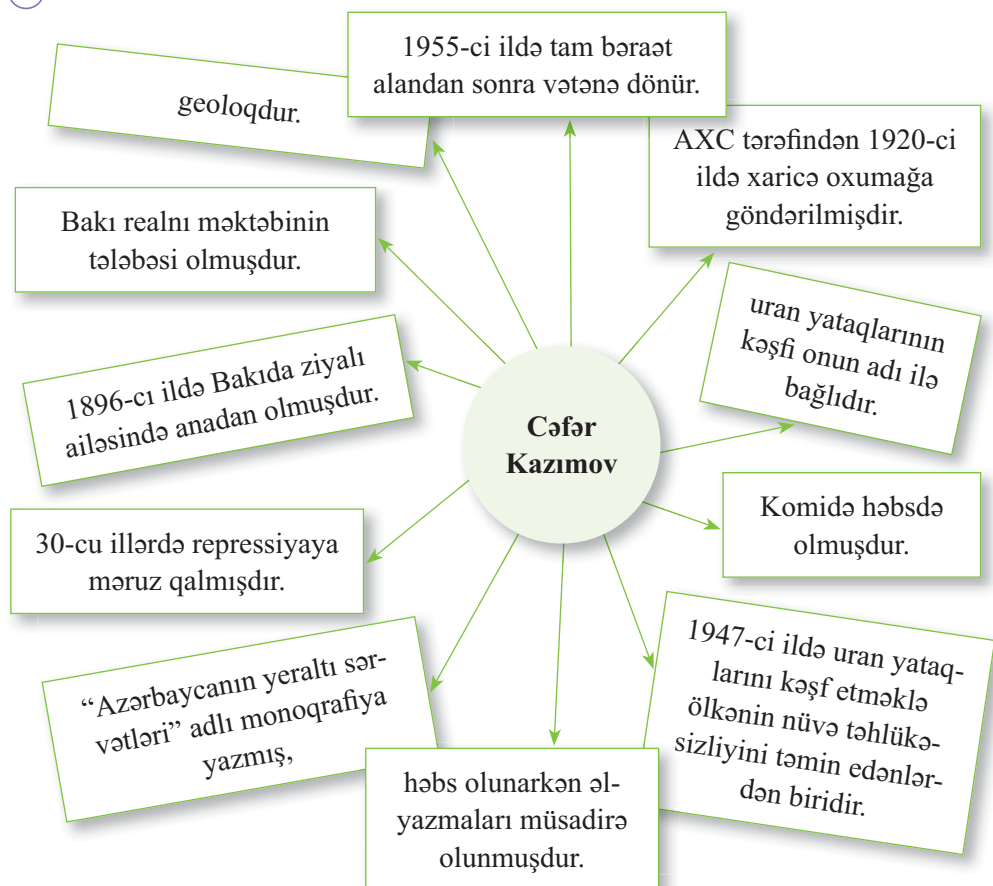 1955-ci ildə tam bəraət
alandan sonra vətənə dönür.
geoloqdur.
AXC tərəfindən 1920-ci
ildə xaricə oxumağa
göndərilmişdir.
Bakı realnı məktəbinin
tələbəsi olmuşdur.
uran yataqlarının
kəşfi onun adı ilə
bağlıdır.
1896-cı ildə Bakıda ziyalı
ailəsində anadan olmuşdur.
Cəfər
Kazımov
Komidə həbsdə
olmuşdur.
30-cu illərdə repressiyaya
məruz qalmışdır.
1947-ci ildə uran yataq-
larını kəşf etməklə
ölkənin nüvə təhlükə-
sizliyini təmin edənlər-
dən biridir.
“Azərbaycanın yeraltı sər-
vətləri” adlı monoqrafiya
yazmış,
həbs olunarkən əl-
yazmaları müsadirə
olunmuşdur.